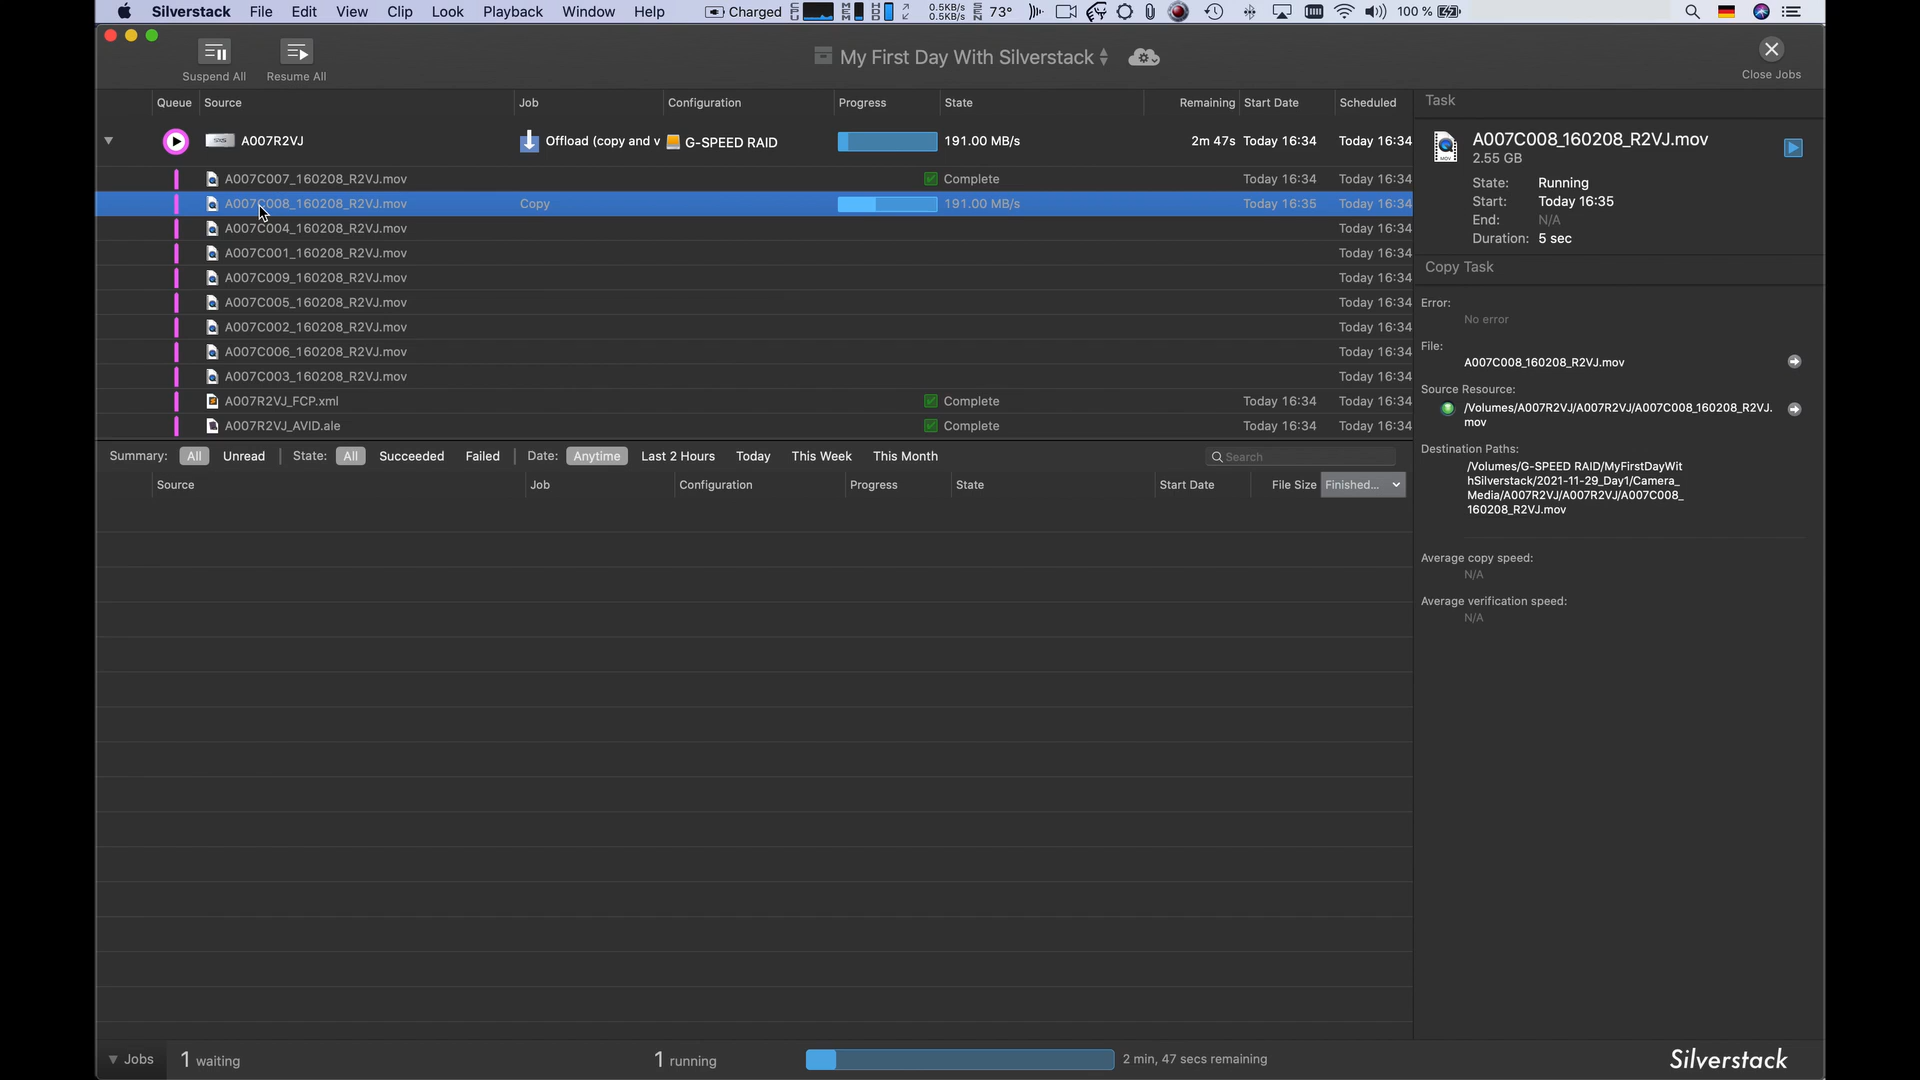 Silverstack File Edit View Clip Look Playback Window Help Charged CPU MEM HDD 0.5KB/s 0.5KB/s SEN 73° 100 %
Suspend All Resume All My First Day With Silverstack Close Jobs
Queue Source Job Configuration Progress State Remaining Start Date Scheduled
A007R2VJ Offload (copy and v G-SPEED RAID 191.00 MB/s 2m 47s Today 16:34 Today 16:34
A007C007_160208_R2VJ.mov Complete Today 16:34 Today 16:34
A007C008_160208_R2VJ.mov Copy 191.00 MB/s Today 16:35 Today 16:34
A007C004_160208_R2VJ.mov Today 16:34
A007C001_160208_R2VJ.mov Today 16:34
A007C009_160208_R2VJ.mov Today 16:34
A007C005_160208_R2VJ.mov Today 16:34
A007C002_160208_R2VJ.mov Today 16:34
A007C006_160208_R2VJ.mov Today 16:34
A007C003_160208_R2VJ.mov Today 16:34
A007R2VJ_FCP.xml Complete Today 16:34 Today 16:34
A007R2VJ_AVID.ale Complete Today 16:34 Today 16:34
Summary: All Unread State: All Succeeded Failed Date: Anytime Last 2 Hours Today This Week This Month Search
Source Job Configuration Progress State Start Date File Size Finished...
Task
A007C008_160208_R2VJ.mov
2.55 GB
State: Running
Start: Today 16:35
End: N/A
Duration: 5 sec
Copy Task
Error:
No error
File:
A007C008_160208_R2VJ.mov
Source Resource:
/Volumes/A007R2VJ/A007R2VJ/A007C008_160208_R2VJ.
mov
Destination Paths:
/Volumes/G-SPEED RAID/MyFirstDayWit
hSilverstack/2021-11-29_Day1/Camera_
Media/A007R2VJ/A007R2VJ/A007C008_
160208_R2VJ.mov
Average copy speed:
N/A
Average verification speed:
N/A
Jobs 1 waiting 1 running 2 min, 47 secs remaining Silverstack